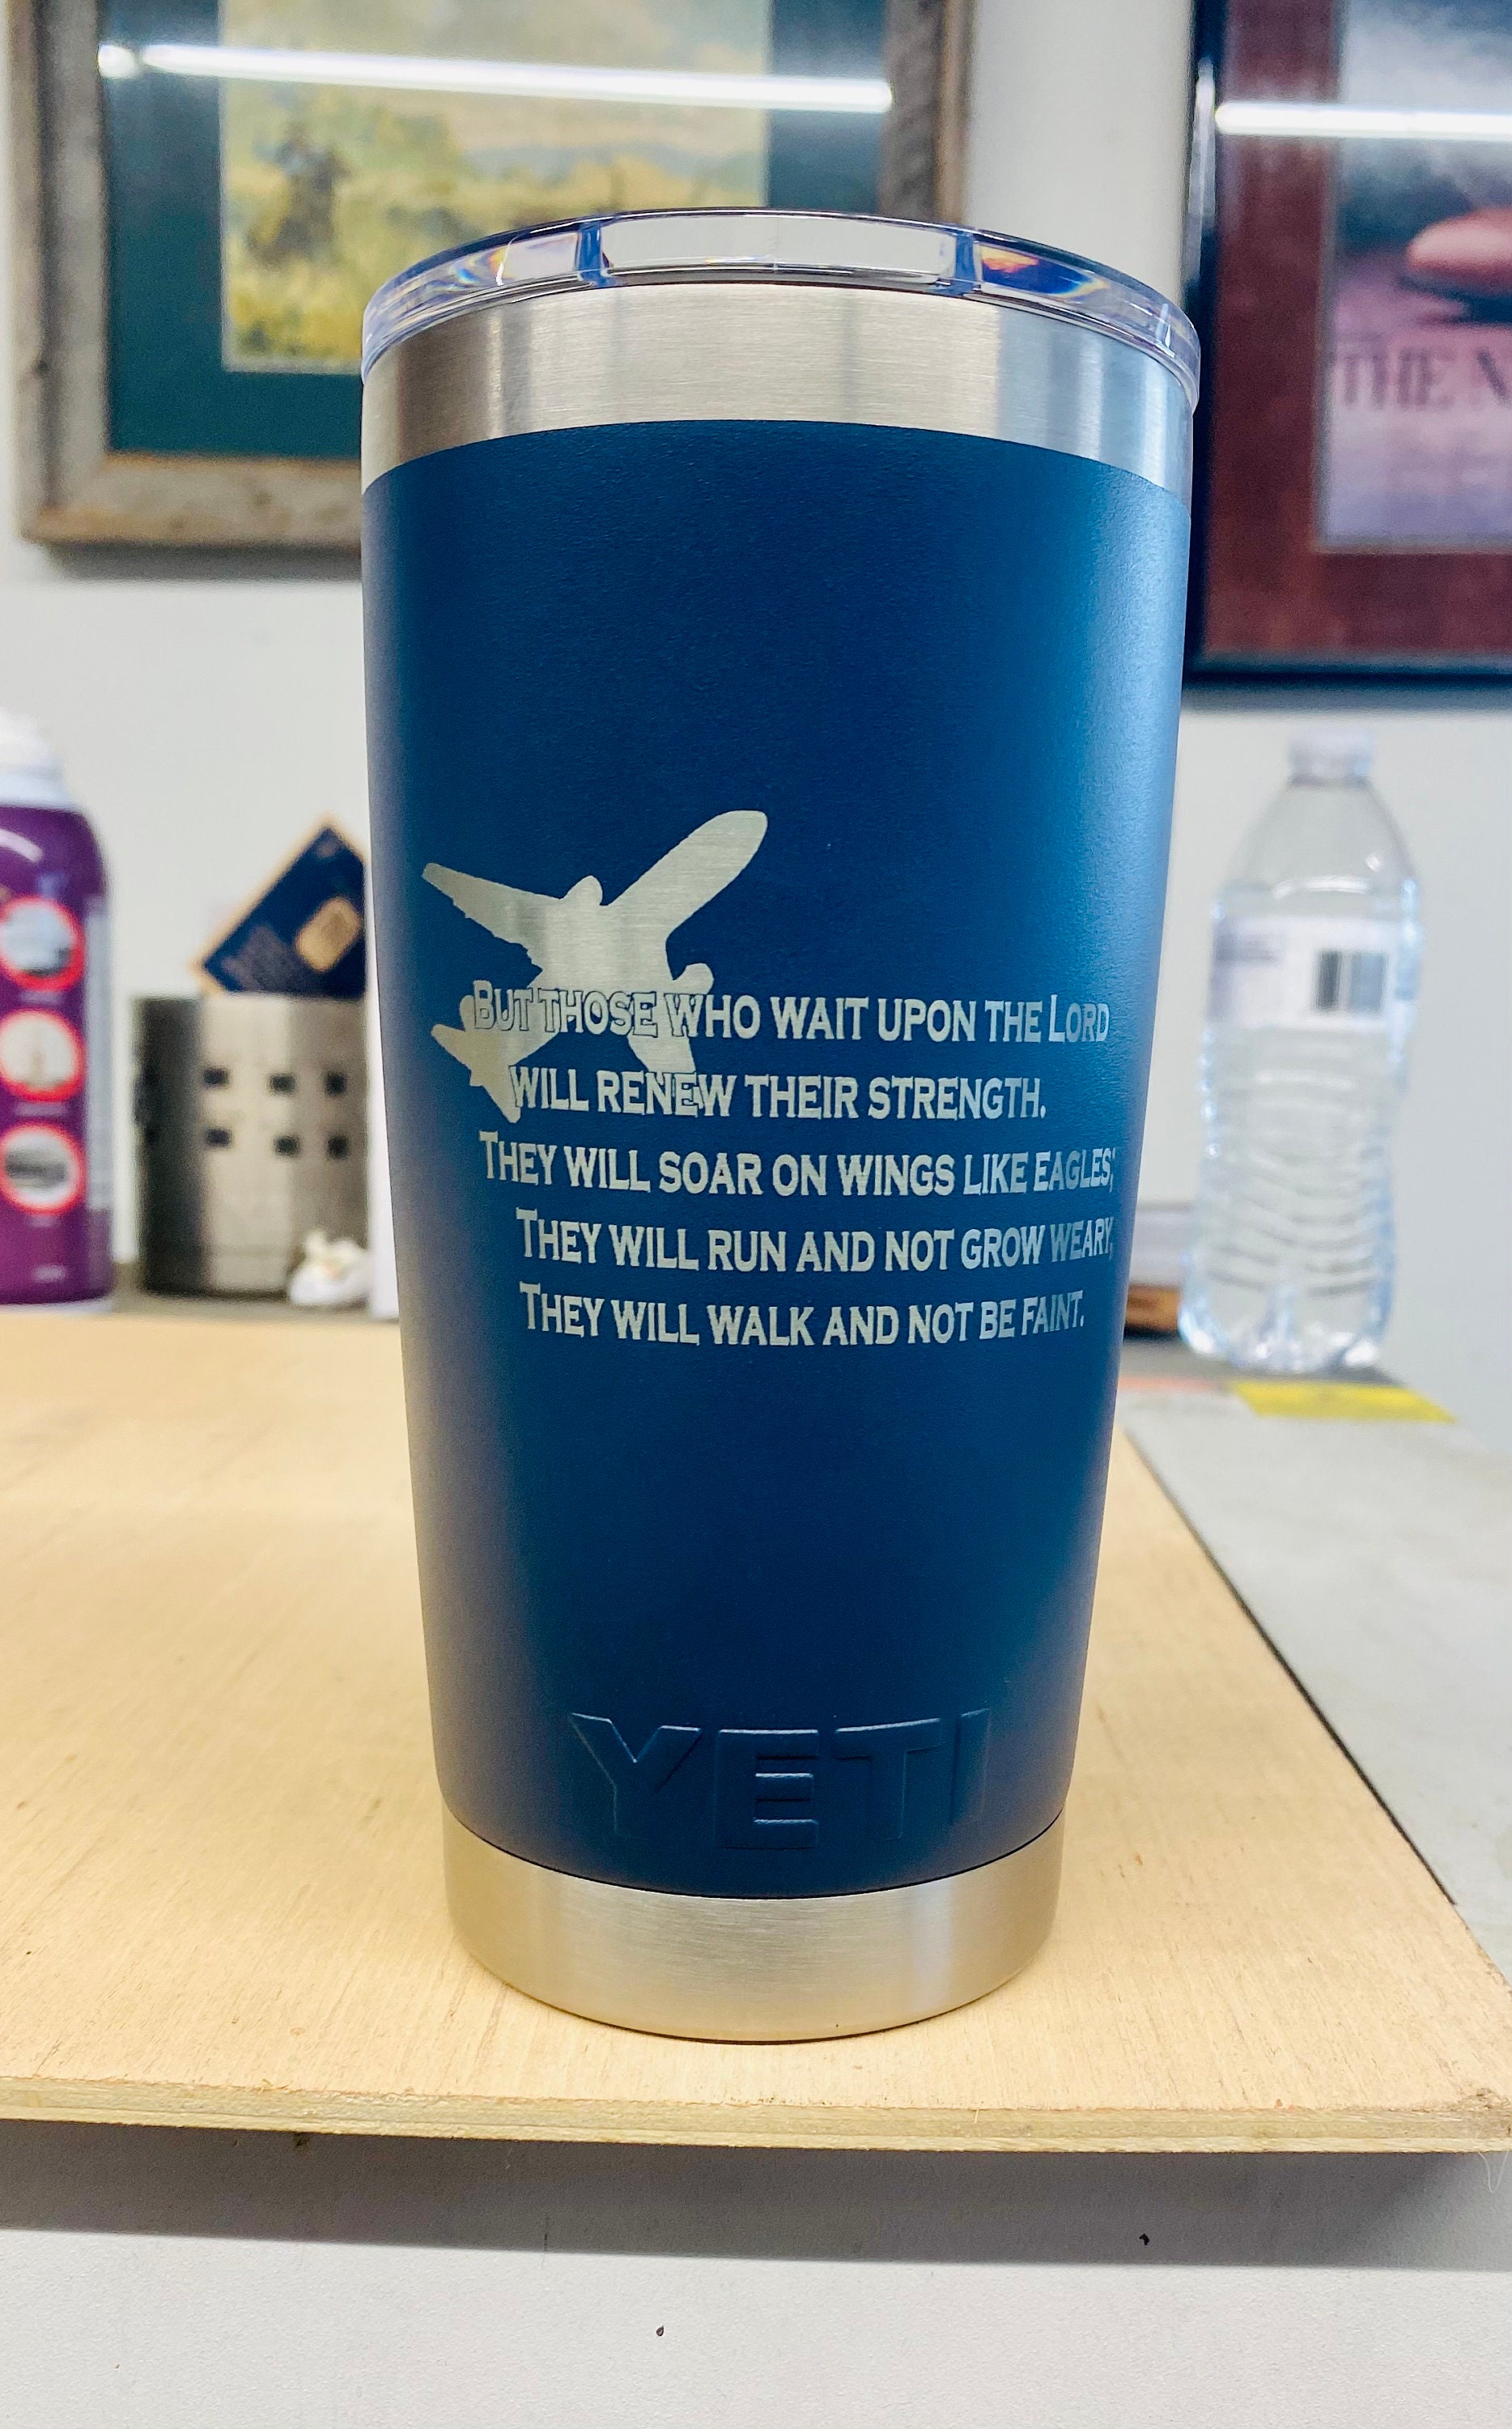 THE N
But those who wait upon the Lord
will renew their strength.
They will soar on wings like eagles;
They will run and not grow weary,
They will walk and not be faint.
YETI